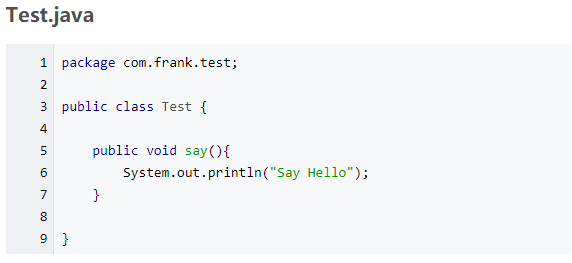 Test.java
1 package com.frank.test;
2
3 public class Test {
4
5     public void say(){
6         System.out.println("Say Hello");
7     }
8
9 }